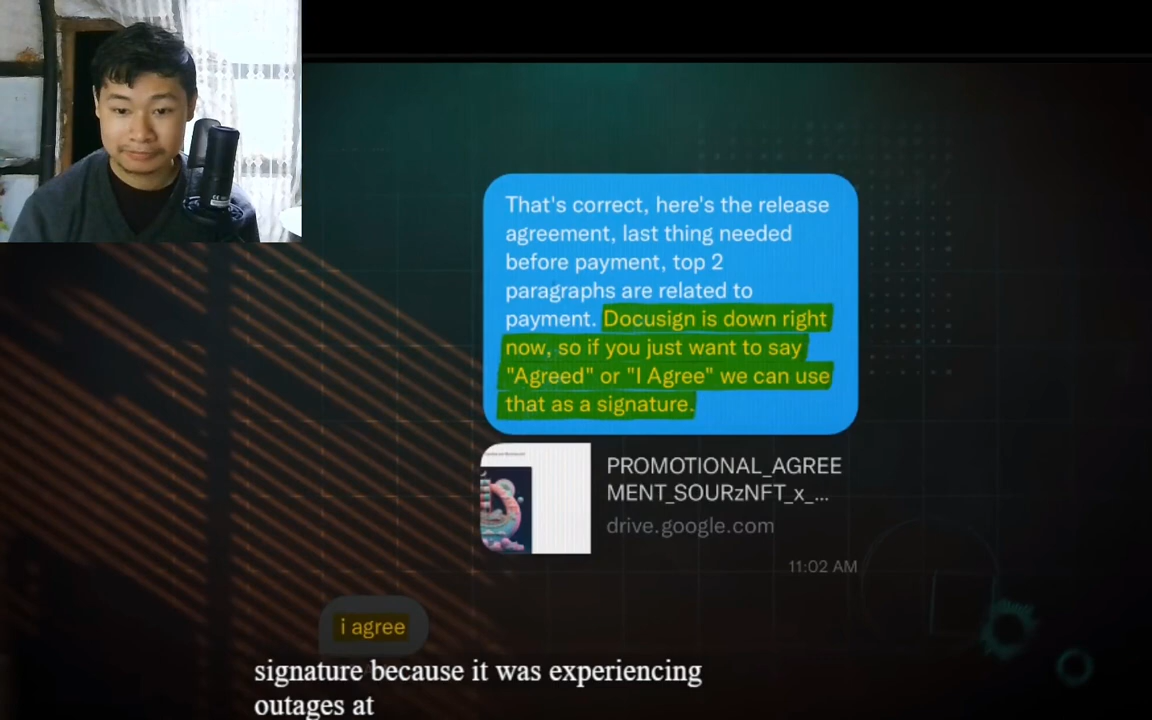 That's correct, here's the release
agreement, last thing needed
before payment, top 2
paragraphs are related to
payment. Docusign is down right
now, so if you just want to say
"Agreed" or "I Agree" we can use
that as a signature.
PROMOTIONAL_AGREE
MENT_SOURzNFT_x_...
drive.google.com
11:02 AM
i agree
signature because it was experiencing
outages at